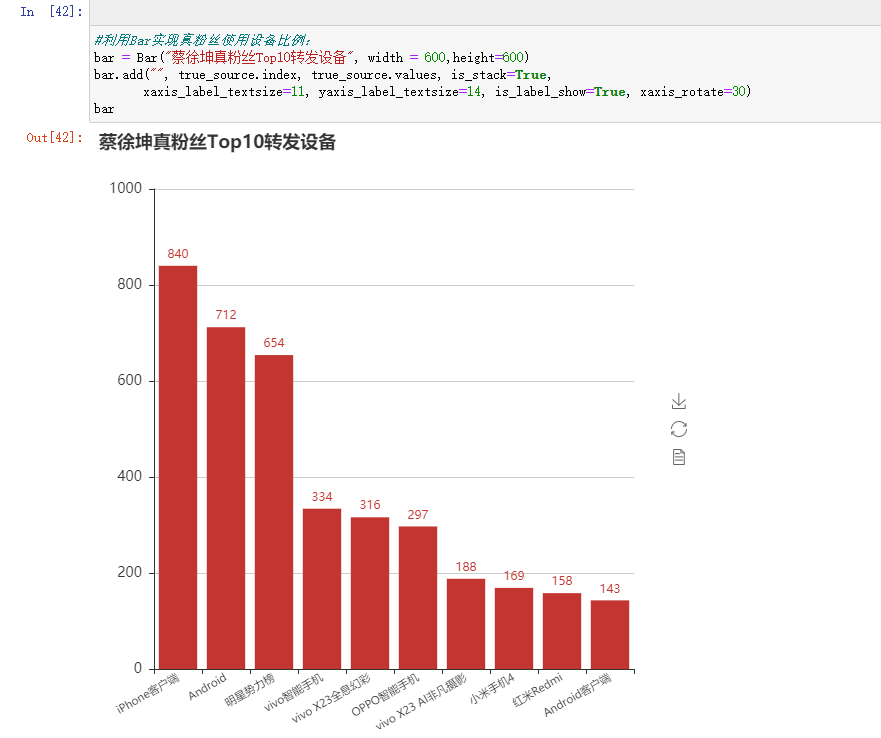 In [42]:
#利用Bar实现真粉丝使用设备比例:
bar = Bar("蔡徐坤真粉丝Top10转发设备", width = 600,height=600)
bar.add("", true_source.index, true_source.values, is_stack=True,
xaxis_label_textsize=11, yaxis_label_textsize=14, is_label_show=True, xaxis_rotate=30)
bar
Out[42]:
蔡徐坤真粉丝Top10转发设备
1000
800
600
400
200
0
840
712
654
334
316
297
188
169
158
143
iPhone客户端
Android
明星势力榜
vivo智能手机
vivo X23全息幻彩
OPPO智能手机
vivo X23 AI非凡摄影
小米手机4
红米Redmi
Android客户端